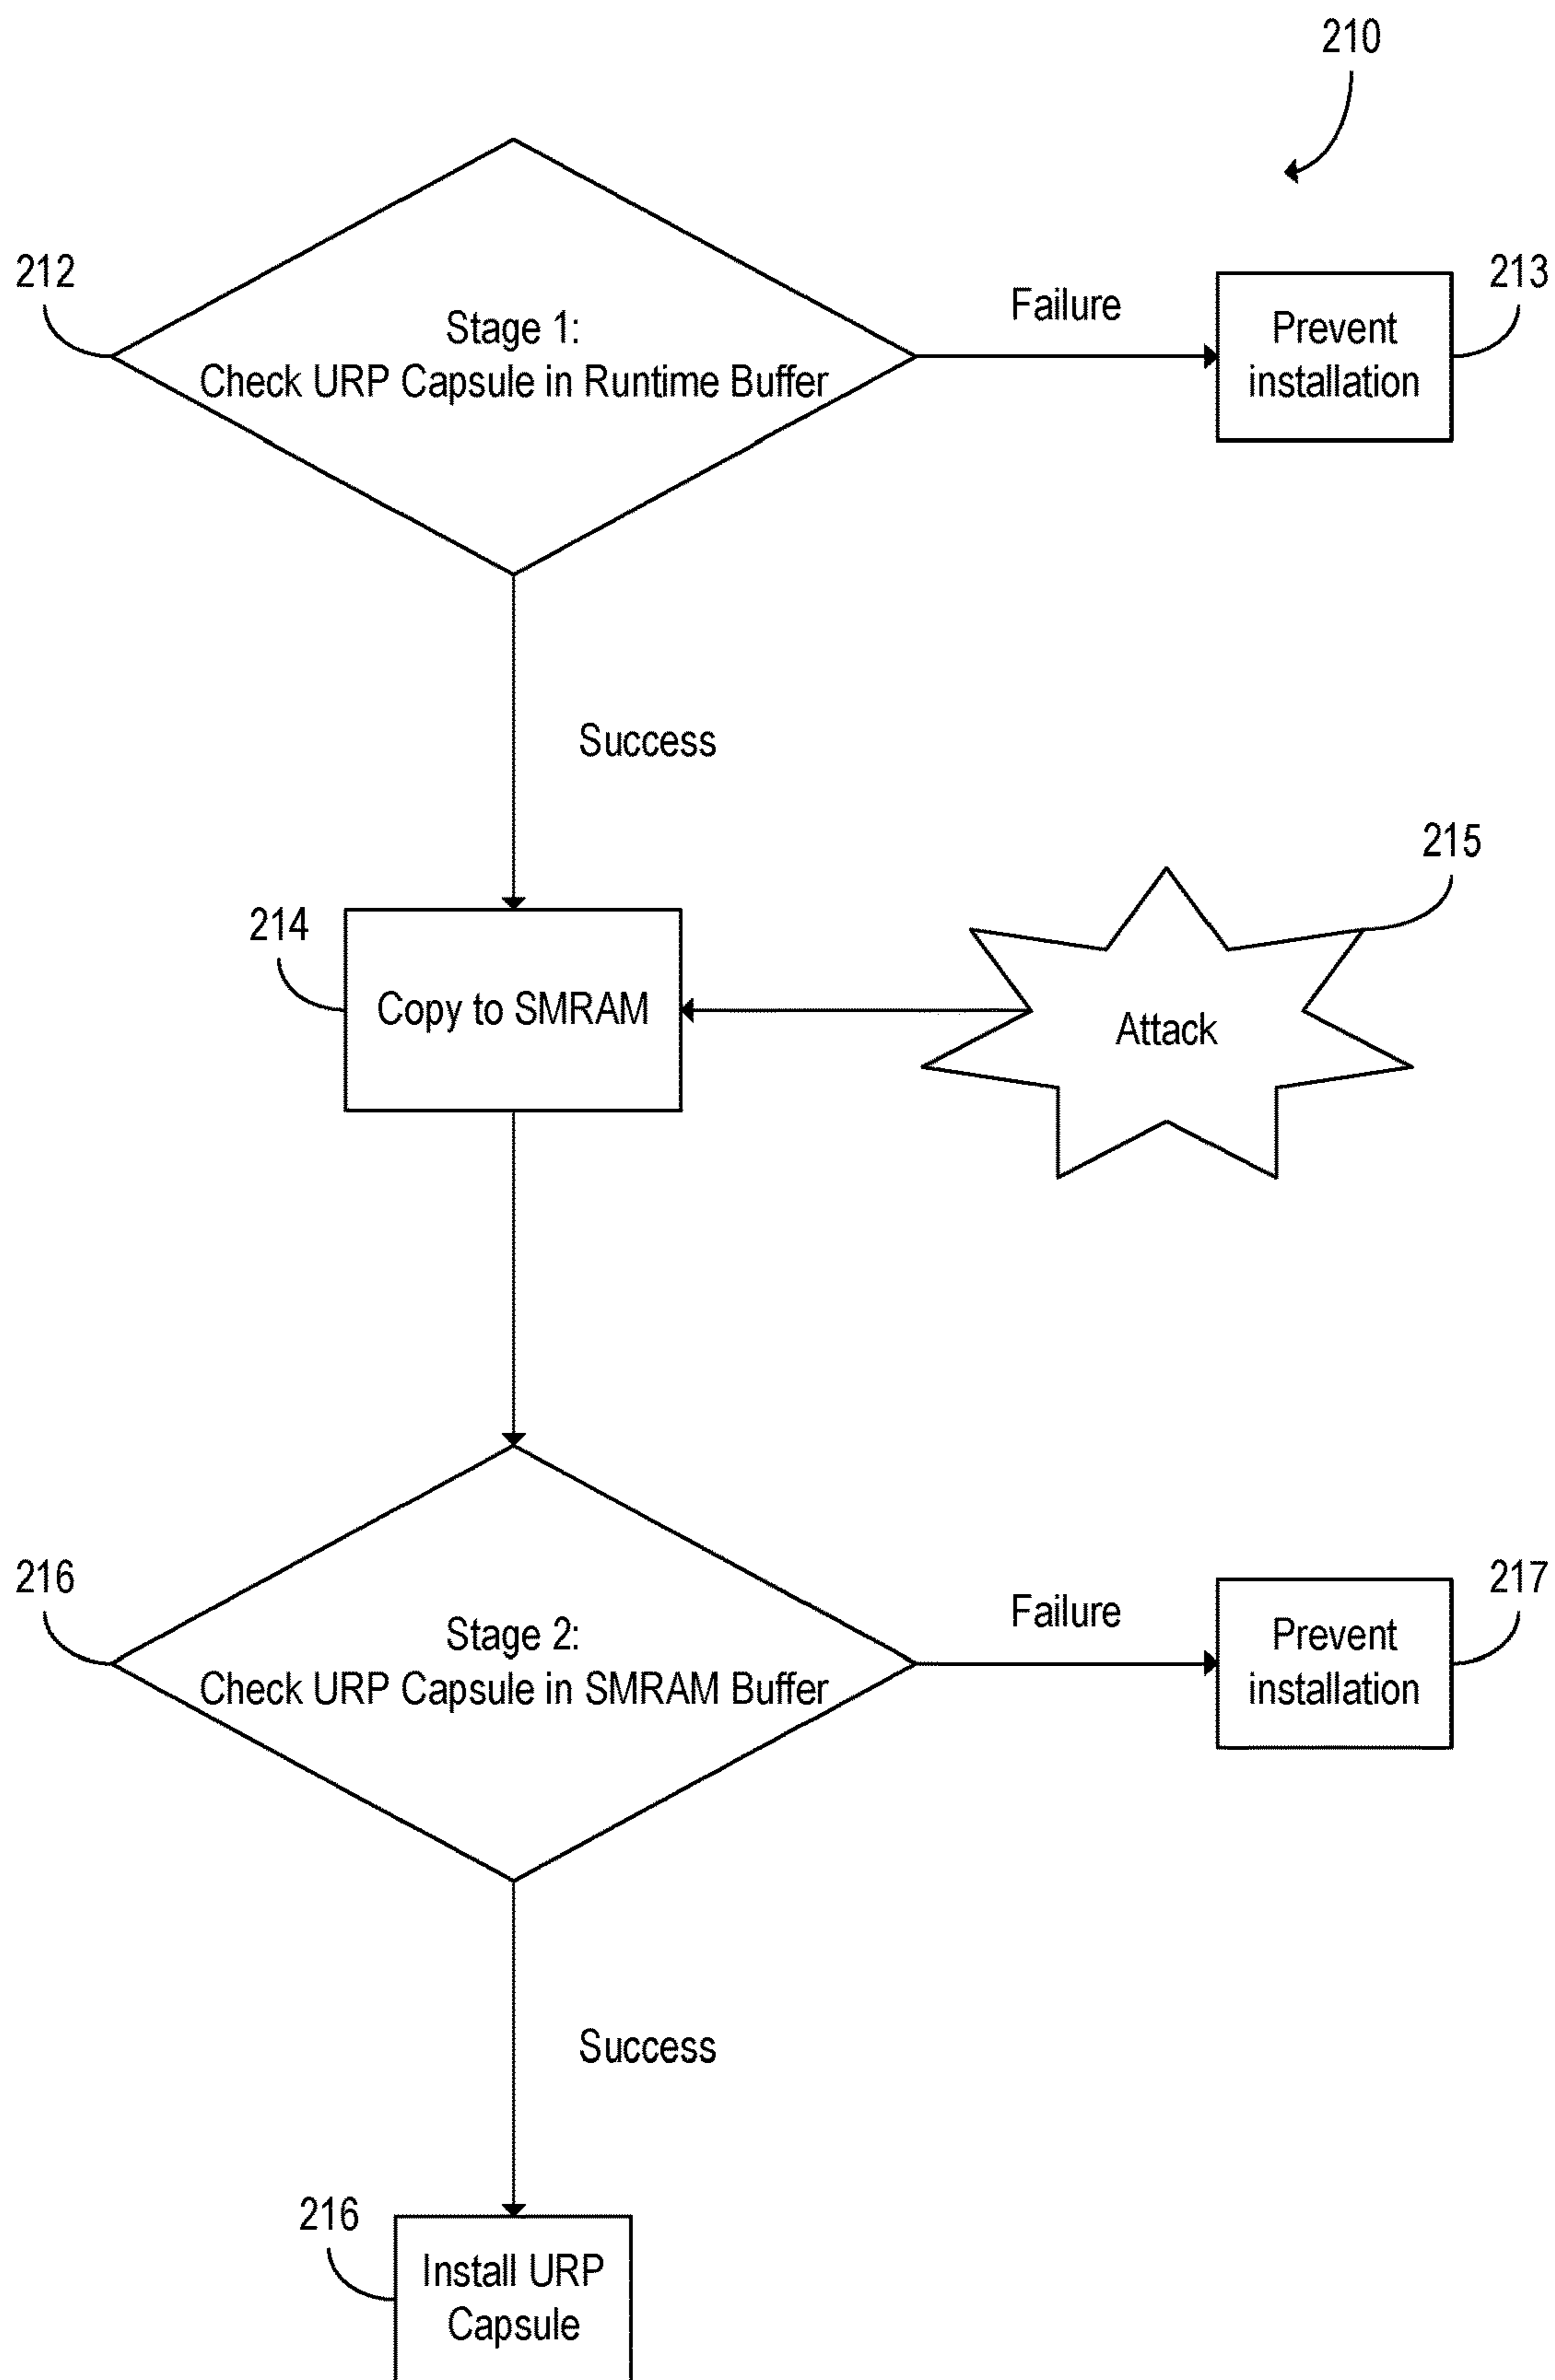 210
212
Stage 1:
Check URP Capsule in Runtime Buffer
Failure
Prevent
installation
213
Success
214
Copy to SMRAM
215
Attack
216
Stage 2:
Check URP Capsule in SMRAM Buffer
Failure
Prevent
installation
217
Success
216
Install URP
Capsule